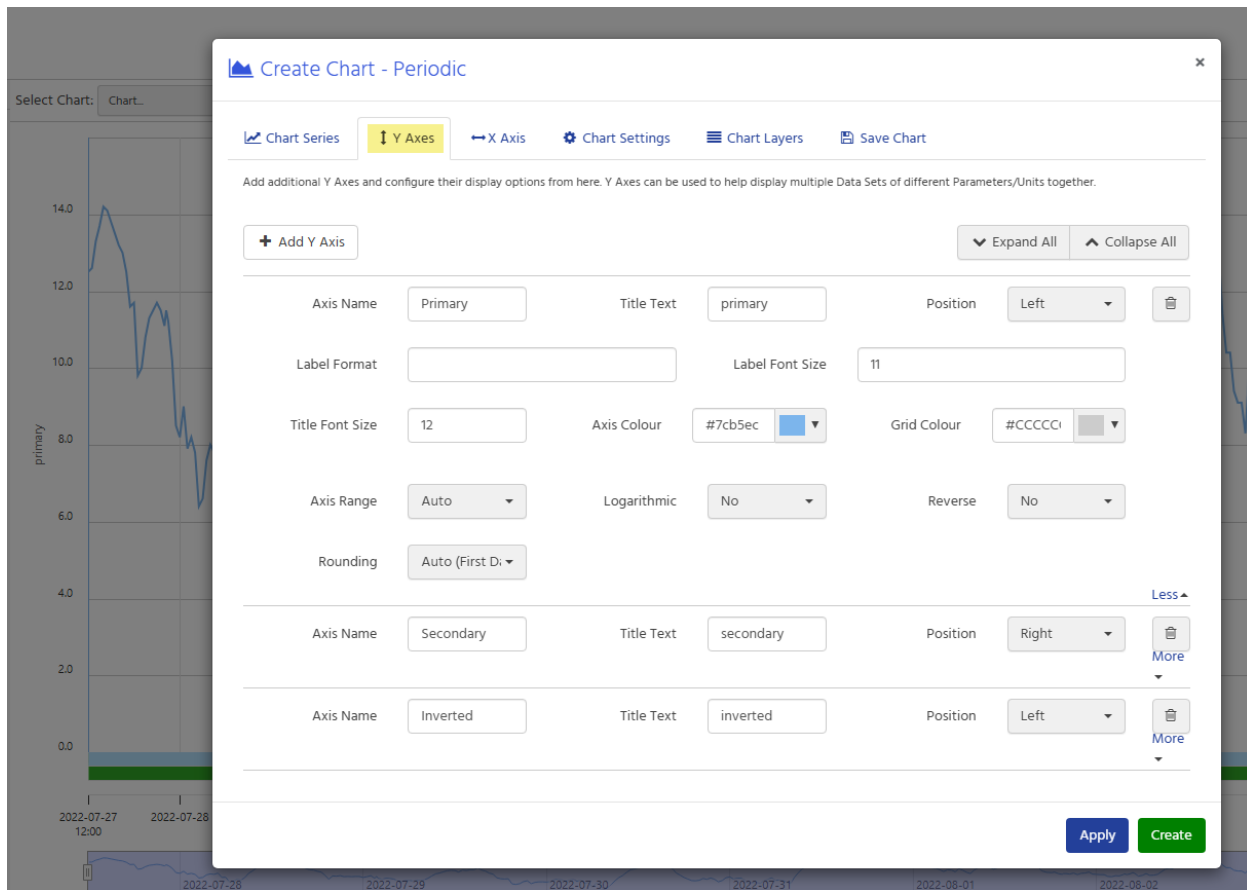 Create Chart - Periodic ×
Select Chart: Chart...
Chart Series Y Axes X Axis Chart Settings Chart Layers Save Chart
Add additional Y Axes and configure their display options from here. Y Axes can be used to help display multiple Data Sets of different Parameters/Units together.
Add Y Axis Expand All Collapse All
Axis Name Primary Title Text primary Position Left
Label Format Label Font Size 11
Title Font Size 12 Axis Colour #7cb5ec Grid Colour #CCCCC
Axis Range Auto Logarithmic No Reverse No
Rounding Auto (First D
Less
Axis Name Secondary Title Text secondary Position Right
More
Axis Name Inverted Title Text inverted Position Left
More
Apply Create
14.0
12.0
10.0
8.0
6.0
4.0
2.0
0.0
primary
2022-07-27 2022-07-28
12:00
2022-07-28 2022-07-29 2022-07-30 2022-07-31 2022-08-01 2022-08-02